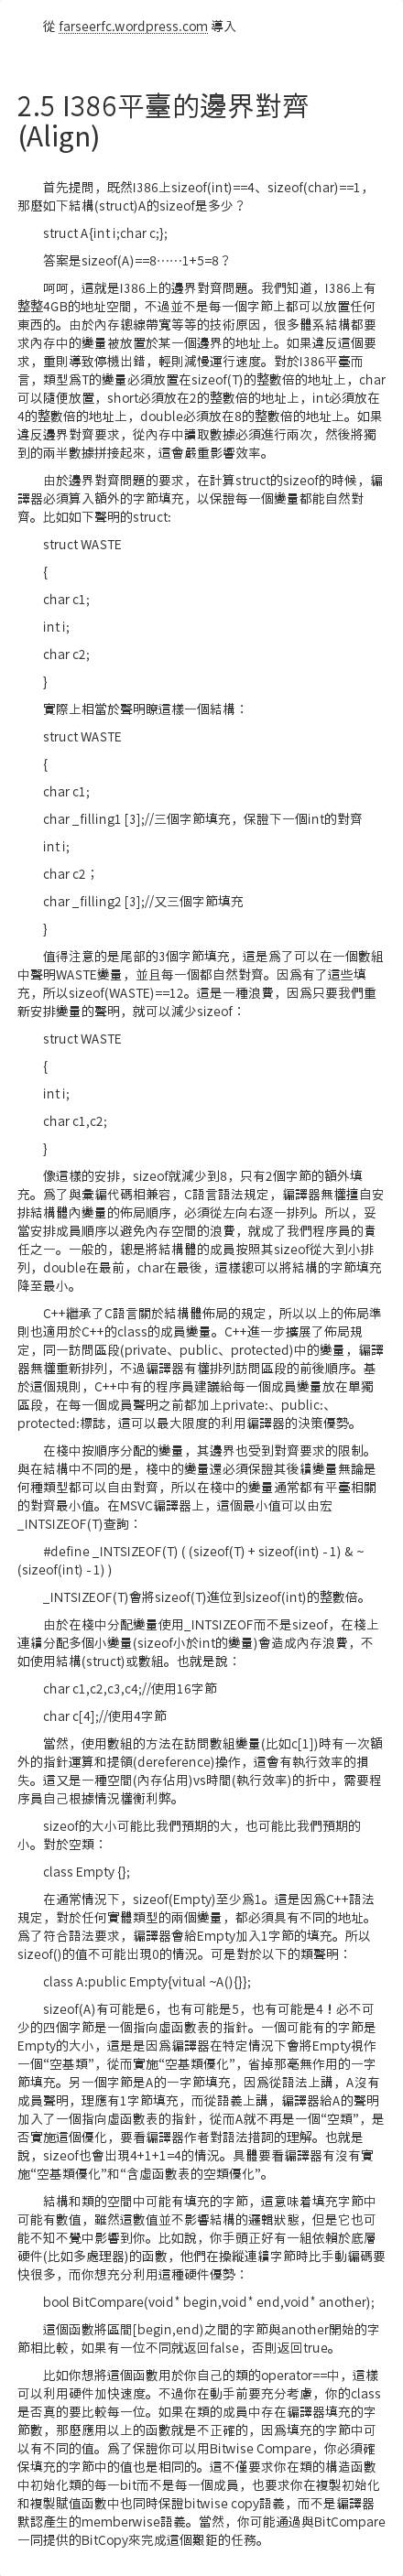 從 farseerfc.wordpress.com 導入
2.5 I386平臺的邊界對齊
(Align)
首先提問，既然I386上sizeof(int)==4、sizeof(char)==1，
那麼如下結構(struct)A的sizeof是多少？
struct A{int i;char c;};
答案是sizeof(A)==8……1+5=8？
呵呵，這就是I386上的邊界對齊問題。我們知道，I386上有
整整4GB的地址空間，不過並不是每一個字節上都可以放置任何
東西的。由於內存總線帶寬等等的技術原因，很多體系結構都要
求內存中的變量被放置於某一個邊界的地址上。如果違反這個要
求，重則導致停機出錯，輕則減慢運行速度。對於I386平臺而
言，類型爲T的變量必須放置在sizeof(T)的整數倍的地址上，char
可以隨便放置，short必須放在2的整數倍的地址上，int必須放在
4的整數倍的地址上，double必須放在8的整數倍的地址上。如果
違反邊界對齊要求，從內存中讀取數據必須進行兩次，然後將獨
到的兩半數據拼接起來，這會嚴重影響效率。
由於邊界對齊問題的要求，在計算struct的sizeof的時候，編
譯器必須算入額外的字節填充，以保證每一個變量都能自然對
齊。比如如下聲明的struct:
struct WASTE
{
char c1;
int i;
char c2;
}
實際上相當於聲明瞭這樣一個結構：
struct WASTE
{
char c1;
char _filling1 [3];//三個字節填充，保證下一個int的對齊
int i;
char c2；
char _filling2 [3];//又三個字節填充
}
值得注意的是尾部的3個字節填充，這是爲了可以在一個數組
中聲明WASTE變量，並且每一個都自然對齊。因爲有了這些填
充，所以sizeof(WASTE)==12。這是一種浪費，因爲只要我們重
新安排變量的聲明，就可以減少sizeof：
struct WASTE
{
int i;
char c1,c2;
}
像這樣的安排，sizeof就減少到8，只有2個字節的額外填
充。爲了與彙編代碼相兼容，C語言語法規定，編譯器無權擅自安
排結構體內變量的佈局順序，必須從左向右逐一排列。所以，妥
當安排成員順序以避免內存空間的浪費，就成了我們程序員的責
任之一。一般的，總是將結構體的成員按照其sizeof從大到小排
列，double在最前，char在最後，這樣總可以將結構的字節填充
降至最小。
C++繼承了C語言關於結構體佈局的規定，所以以上的佈局準
則也適用於C++的class的成員變量。C++進一步擴展了佈局規
定，同一訪問區段(private、public、protected)中的變量，編譯
器無權重新排列，不過編譯器有權排列訪問區段的前後順序。基
於這個規則，C++中有的程序員建議給每一個成員變量放在單獨
區段，在每一個成員聲明之前都加上private:、public:、
protected:標誌，這可以最大限度的利用編譯器的決策優勢。
在棧中按順序分配的變量，其邊界也受到對齊要求的限制。
與在結構中不同的是，棧中的變量還必須保證其後續變量無論是
何種類型都可以自由對齊，所以在棧中的變量通常都有平臺相關
的對齊最小值。在MSVC編譯器上，這個最小值可以由宏
_INTSIZEOF(T)查詢：
#define _INTSIZEOF(T) ( (sizeof(T) + sizeof(int) - 1) & ~
(sizeof(int) - 1) )
_INTSIZEOF(T)會將sizeof(T)進位到sizeof(int)的整數倍。
由於在棧中分配變量使用_INTSIZEOF而不是sizeof，在棧上
連續分配多個小變量(sizeof小於int的變量)會造成內存浪費，不
如使用結構(struct)或數組。也就是說：
char c1,c2,c3,c4;//使用16字節
char c[4];//使用4字節
當然，使用數組的方法在訪問數組變量(比如c[1])時有一次額
外的指針運算和提領(dereference)操作，這會有執行效率的損
失。這又是一種空間(內存佔用)vs時間(執行效率)的折中，需要程
序員自己根據情況權衡利弊。
sizeof的大小可能比我們預期的大，也可能比我們預期的
小。對於空類：
class Empty {};
在通常情況下，sizeof(Empty)至少爲1。這是因爲C++語法
規定，對於任何實體類型的兩個變量，都必須具有不同的地址。
爲了符合語法要求，編譯器會給Empty加入1字節的填充。所以
sizeof()的值不可能出現0的情況。可是對於以下的類聲明：
class A:public Empty{vitual ~A(){}};
sizeof(A)有可能是6，也有可能是5，也有可能是4！必不可
少的四個字節是一個指向虛函數表的指針。一個可能有的字節是
Empty的大小，這是是因爲編譯器在特定情況下會將Empty視作
一個“空基類”，從而實施“空基類優化”，省掉那毫無作用的一字
節填充。另一個字節是A的一字節填充，因爲從語法上講，A沒有
成員聲明，理應有1字節填充，而從語義上講，編譯器給A的聲明
加入了一個指向虛函數表的指針，從而A就不再是一個“空類”，是
否實施這個優化，要看編譯器作者對語法措詞的理解。也就是
說，sizeof也會出現4+1+1=4的情況。具體要看編譯器有沒有實
施“空基類優化”和“含虛函數表的空類優化”。
結構和類的空間中可能有填充的字節，這意味着填充字節中
可能有數值，雖然這數值並不影響結構的邏輯狀態，但是它也可
能不知不覺中影響到你。比如說，你手頭正好有一組依賴於底層
硬件(比如多處理器)的函數，他們在操縱連續字節時比手動編碼要
快很多，而你想充分利用這種硬件優勢：
bool BitCompare(void* begin,void* end,void* another);
這個函數將區間[begin,end)之間的字節與another開始的字
節相比較，如果有一位不同就返回false，否則返回true。
比如你想將這個函數用於你自己的類的operator==中，這樣
可以利用硬件加快速度。不過你在動手前要充分考慮，你的class
是否真的要比較每一位。如果在類的成員中存在編譯器填充的字
節數，那麼應用以上的函數就是不正確的，因爲填充的字節中可
以有不同的值。爲了保證你可以用Bitwise Compare，你必須確
保填充的字節中的值也是相同的。這不僅要求你在類的構造函數
中初始化類的每一bit而不是每一個成員，也要求你在複製初始化
和複製賦值函數中也同時保證bitwise copy語義，而不是編譯器
默認產生的memberwise語義。當然，你可能通過與BitCompare
一同提供的BitCopy來完成這個艱鉅的任務。